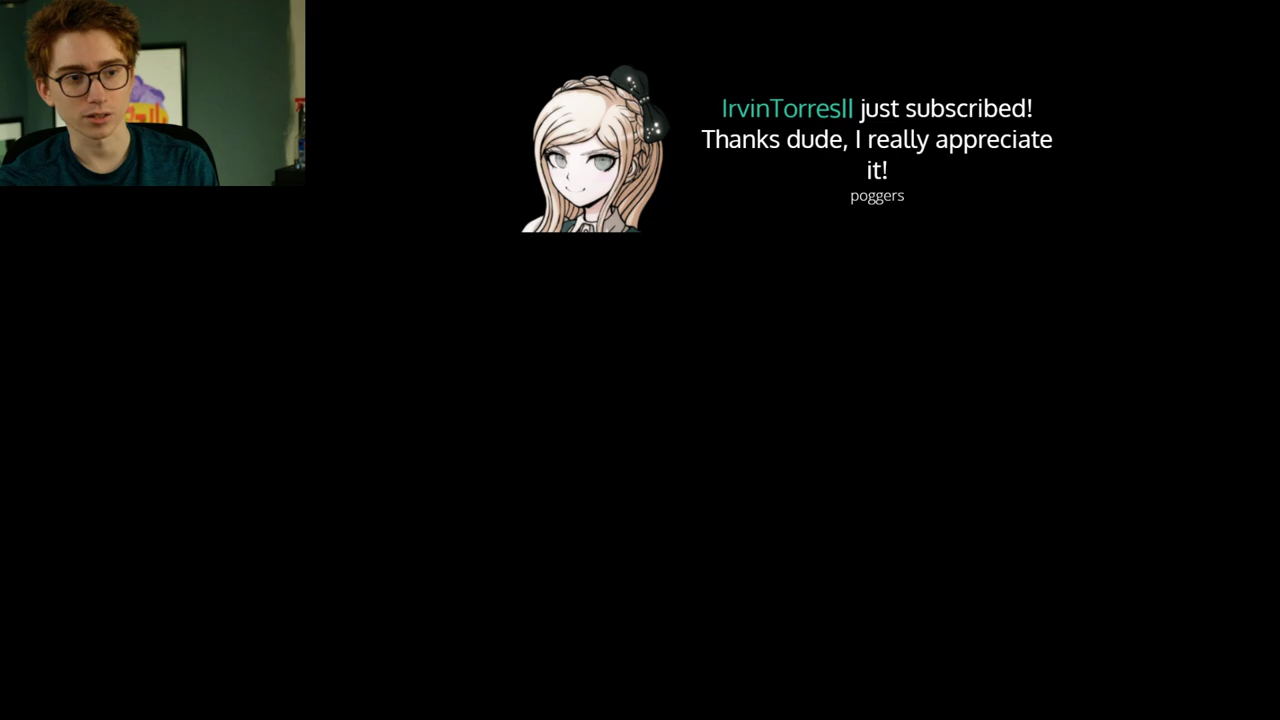 IrvinTorresII just subscribed!
Thanks dude, I really appreciate
it!
poggers